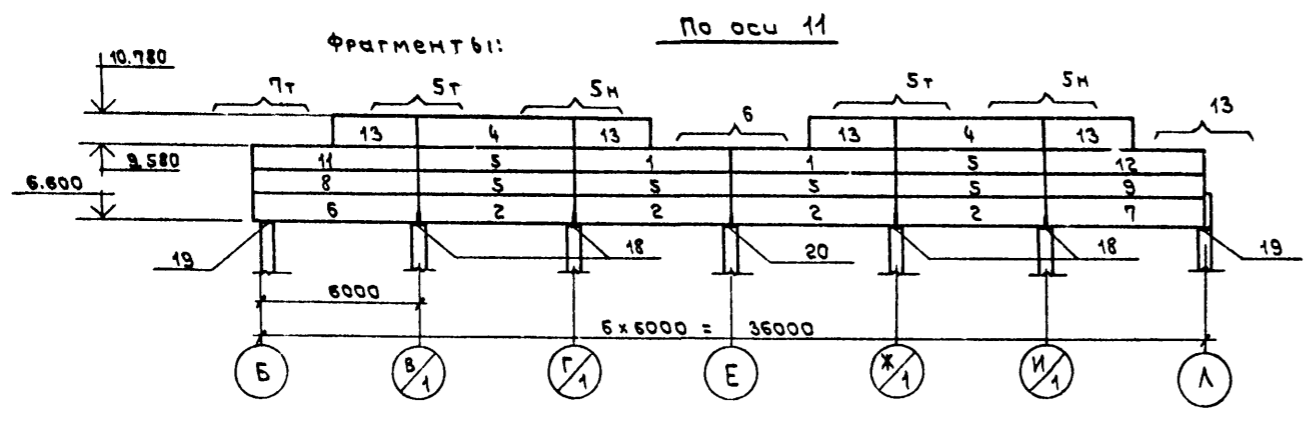 По оси 11
Фрагменты:
10.780
7т 5т 5н 6 5т 5н 13
13 4 13 13 4 13
9.580
11 5 1 1 5 12
6.600
8 5 5 5 5 9
6 2 2 2 2 7
19 18 20 18 19
6000
6 x 6000 = 36000
Б В/1 Г/1 Е Ж/1 И/1 Л